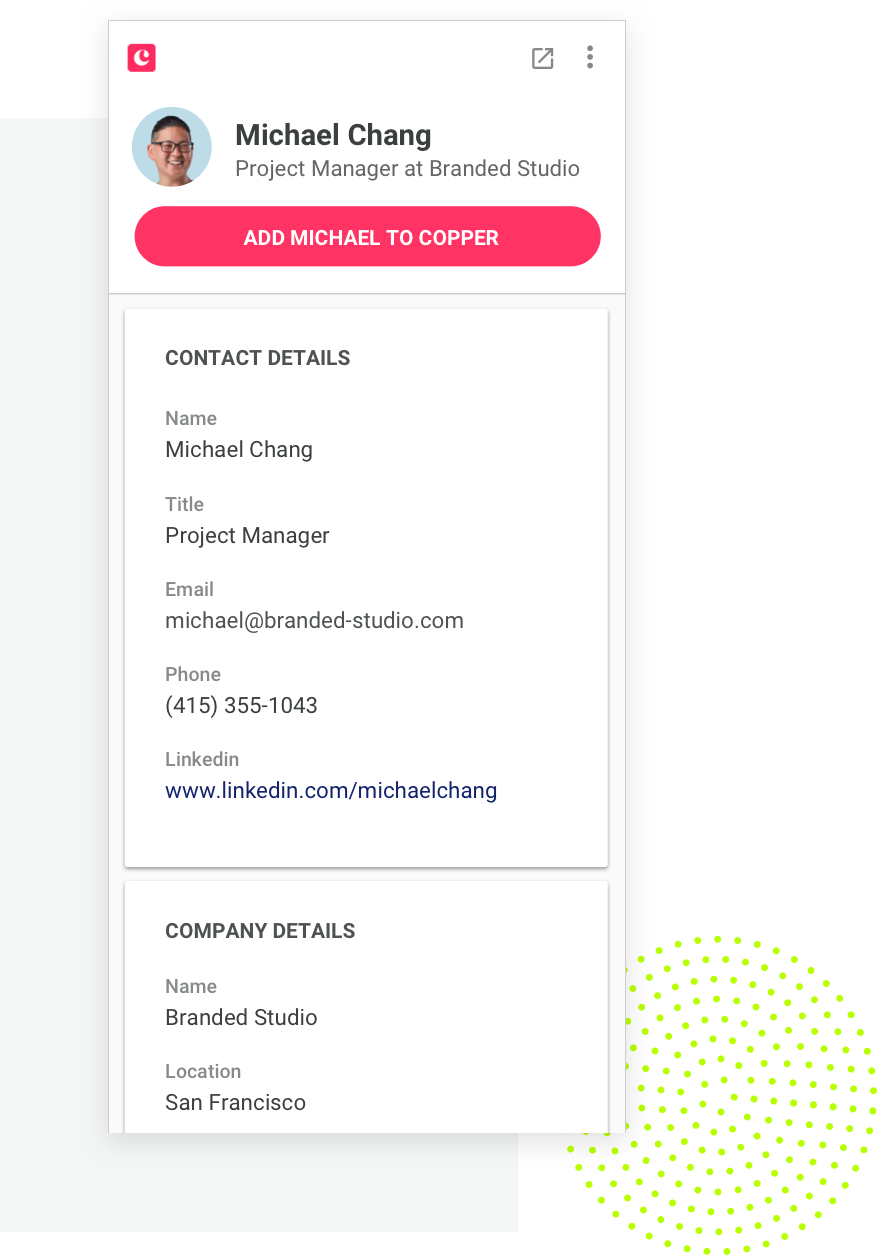 Michael Chang
Project Manager at Branded Studio
ADD MICHAEL TO COPPER
CONTACT DETAILS
Name
Michael Chang
Title
Project Manager
Email
michael@branded-studio.com
Phone
(415) 355-1043
Linkedin
www.linkedin.com/michaelchang
COMPANY DETAILS
Name
Branded Studio
Location
San Francisco